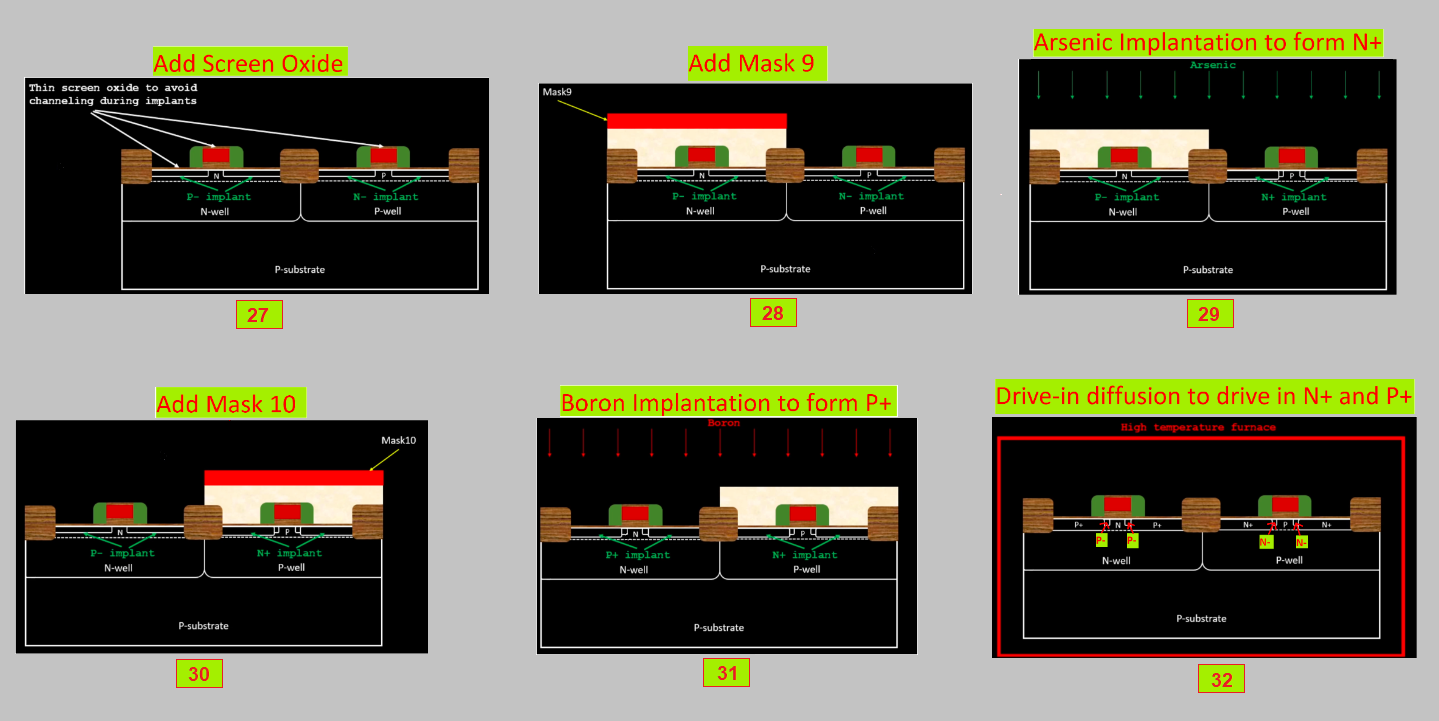 Add Screen Oxide
Thin screen oxide to avoid
channeling during implants
N
P
P- implant
N- implant
N-well
P-well
P-substrate
27
Add Mask 9
Mask9
N
P
P- implant
N- implant
N-well
P-well
P-substrate
28
Arsenic Implantation to form N+
Arsenic
N
P
P- implant
N+ implant
N-well
P-well
P-substrate
29
Add Mask 10
Mask10
N
P
P- implant
N+ implant
N-well
P-well
P-substrate
30
Boron Implantation to form P+
Boron
N
P
P+ implant
N+ implant
N-well
P-well
P-substrate
31
Drive-in diffusion to drive in N+ and P+
High temperature furnace
P+ N P+ N+ P N+
P- P- N- N-
N-well
P-well
P-substrate
32